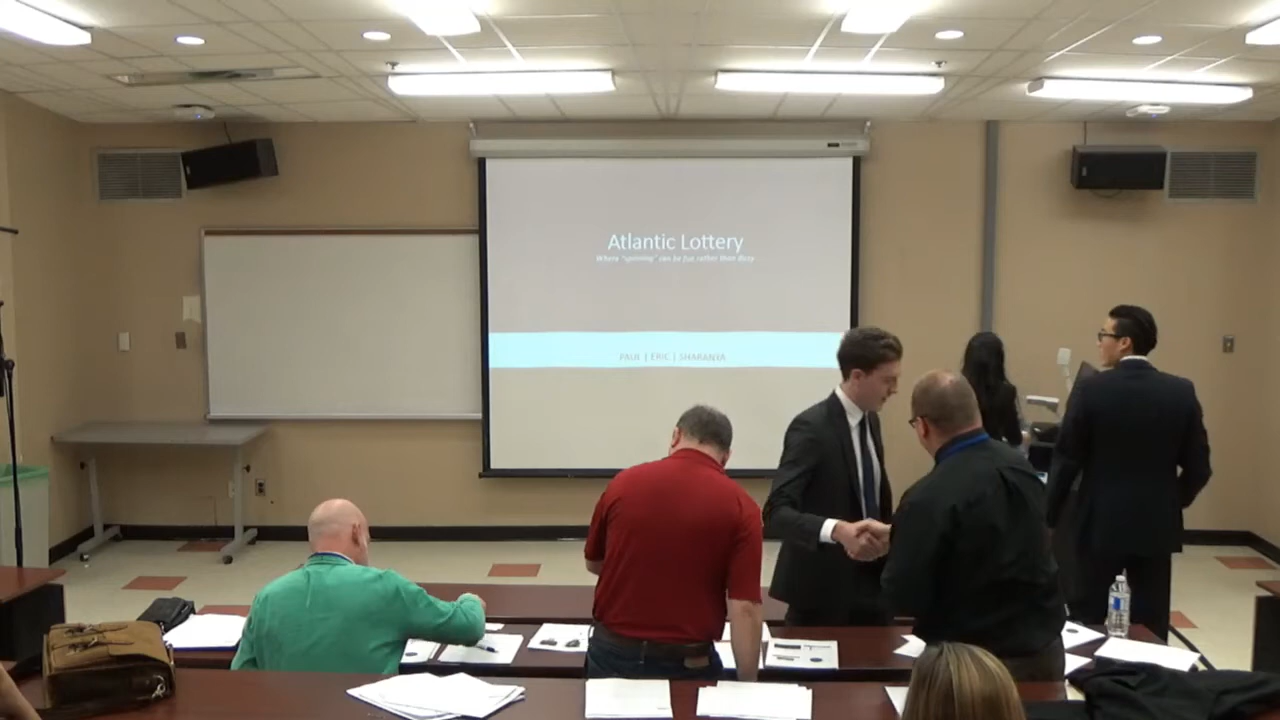 Atlantic Lottery
Where "spinning" can be fun rather than dizzy
PAUL | ERIC | SHARANYA